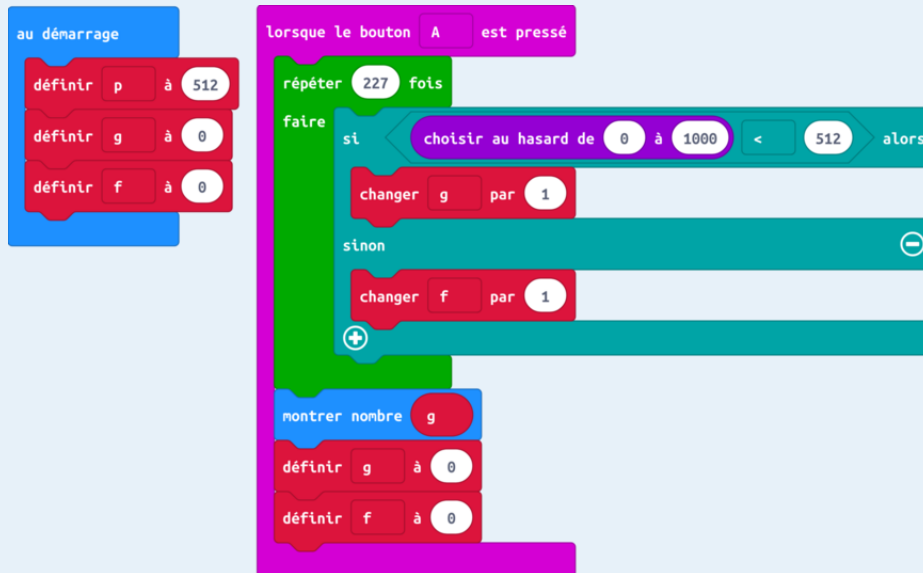 au démarrage
définir p à 512
définir g à 0
définir f à 0
lorsque le bouton A est pressé
répéter 227 fois
faire
si choisir au hasard de 0 à 1000 < 512 alors
changer g par 1
sinon
changer f par 1
montrer nombre g
définir g à 0
définir f à 0